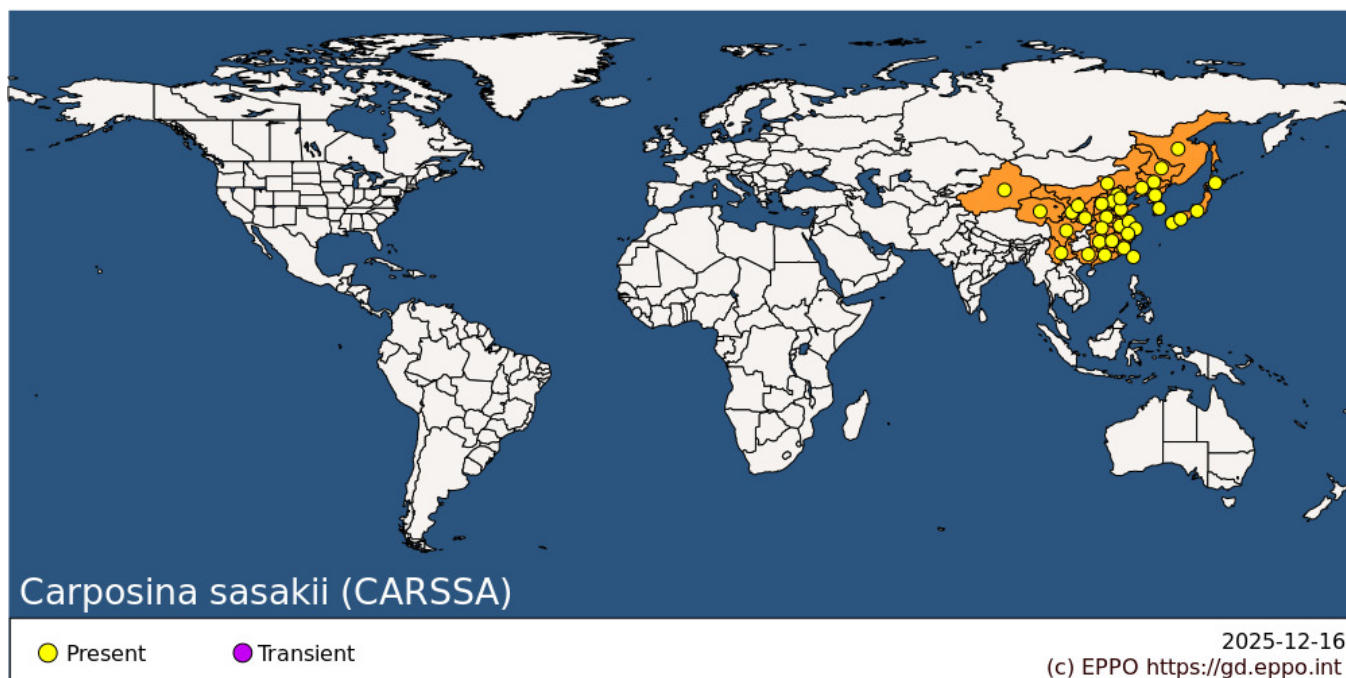 Carposina sasakii (CARSSA)
Present
Transient
2025-12-16
(c) EPPO https://gd.eppo.int